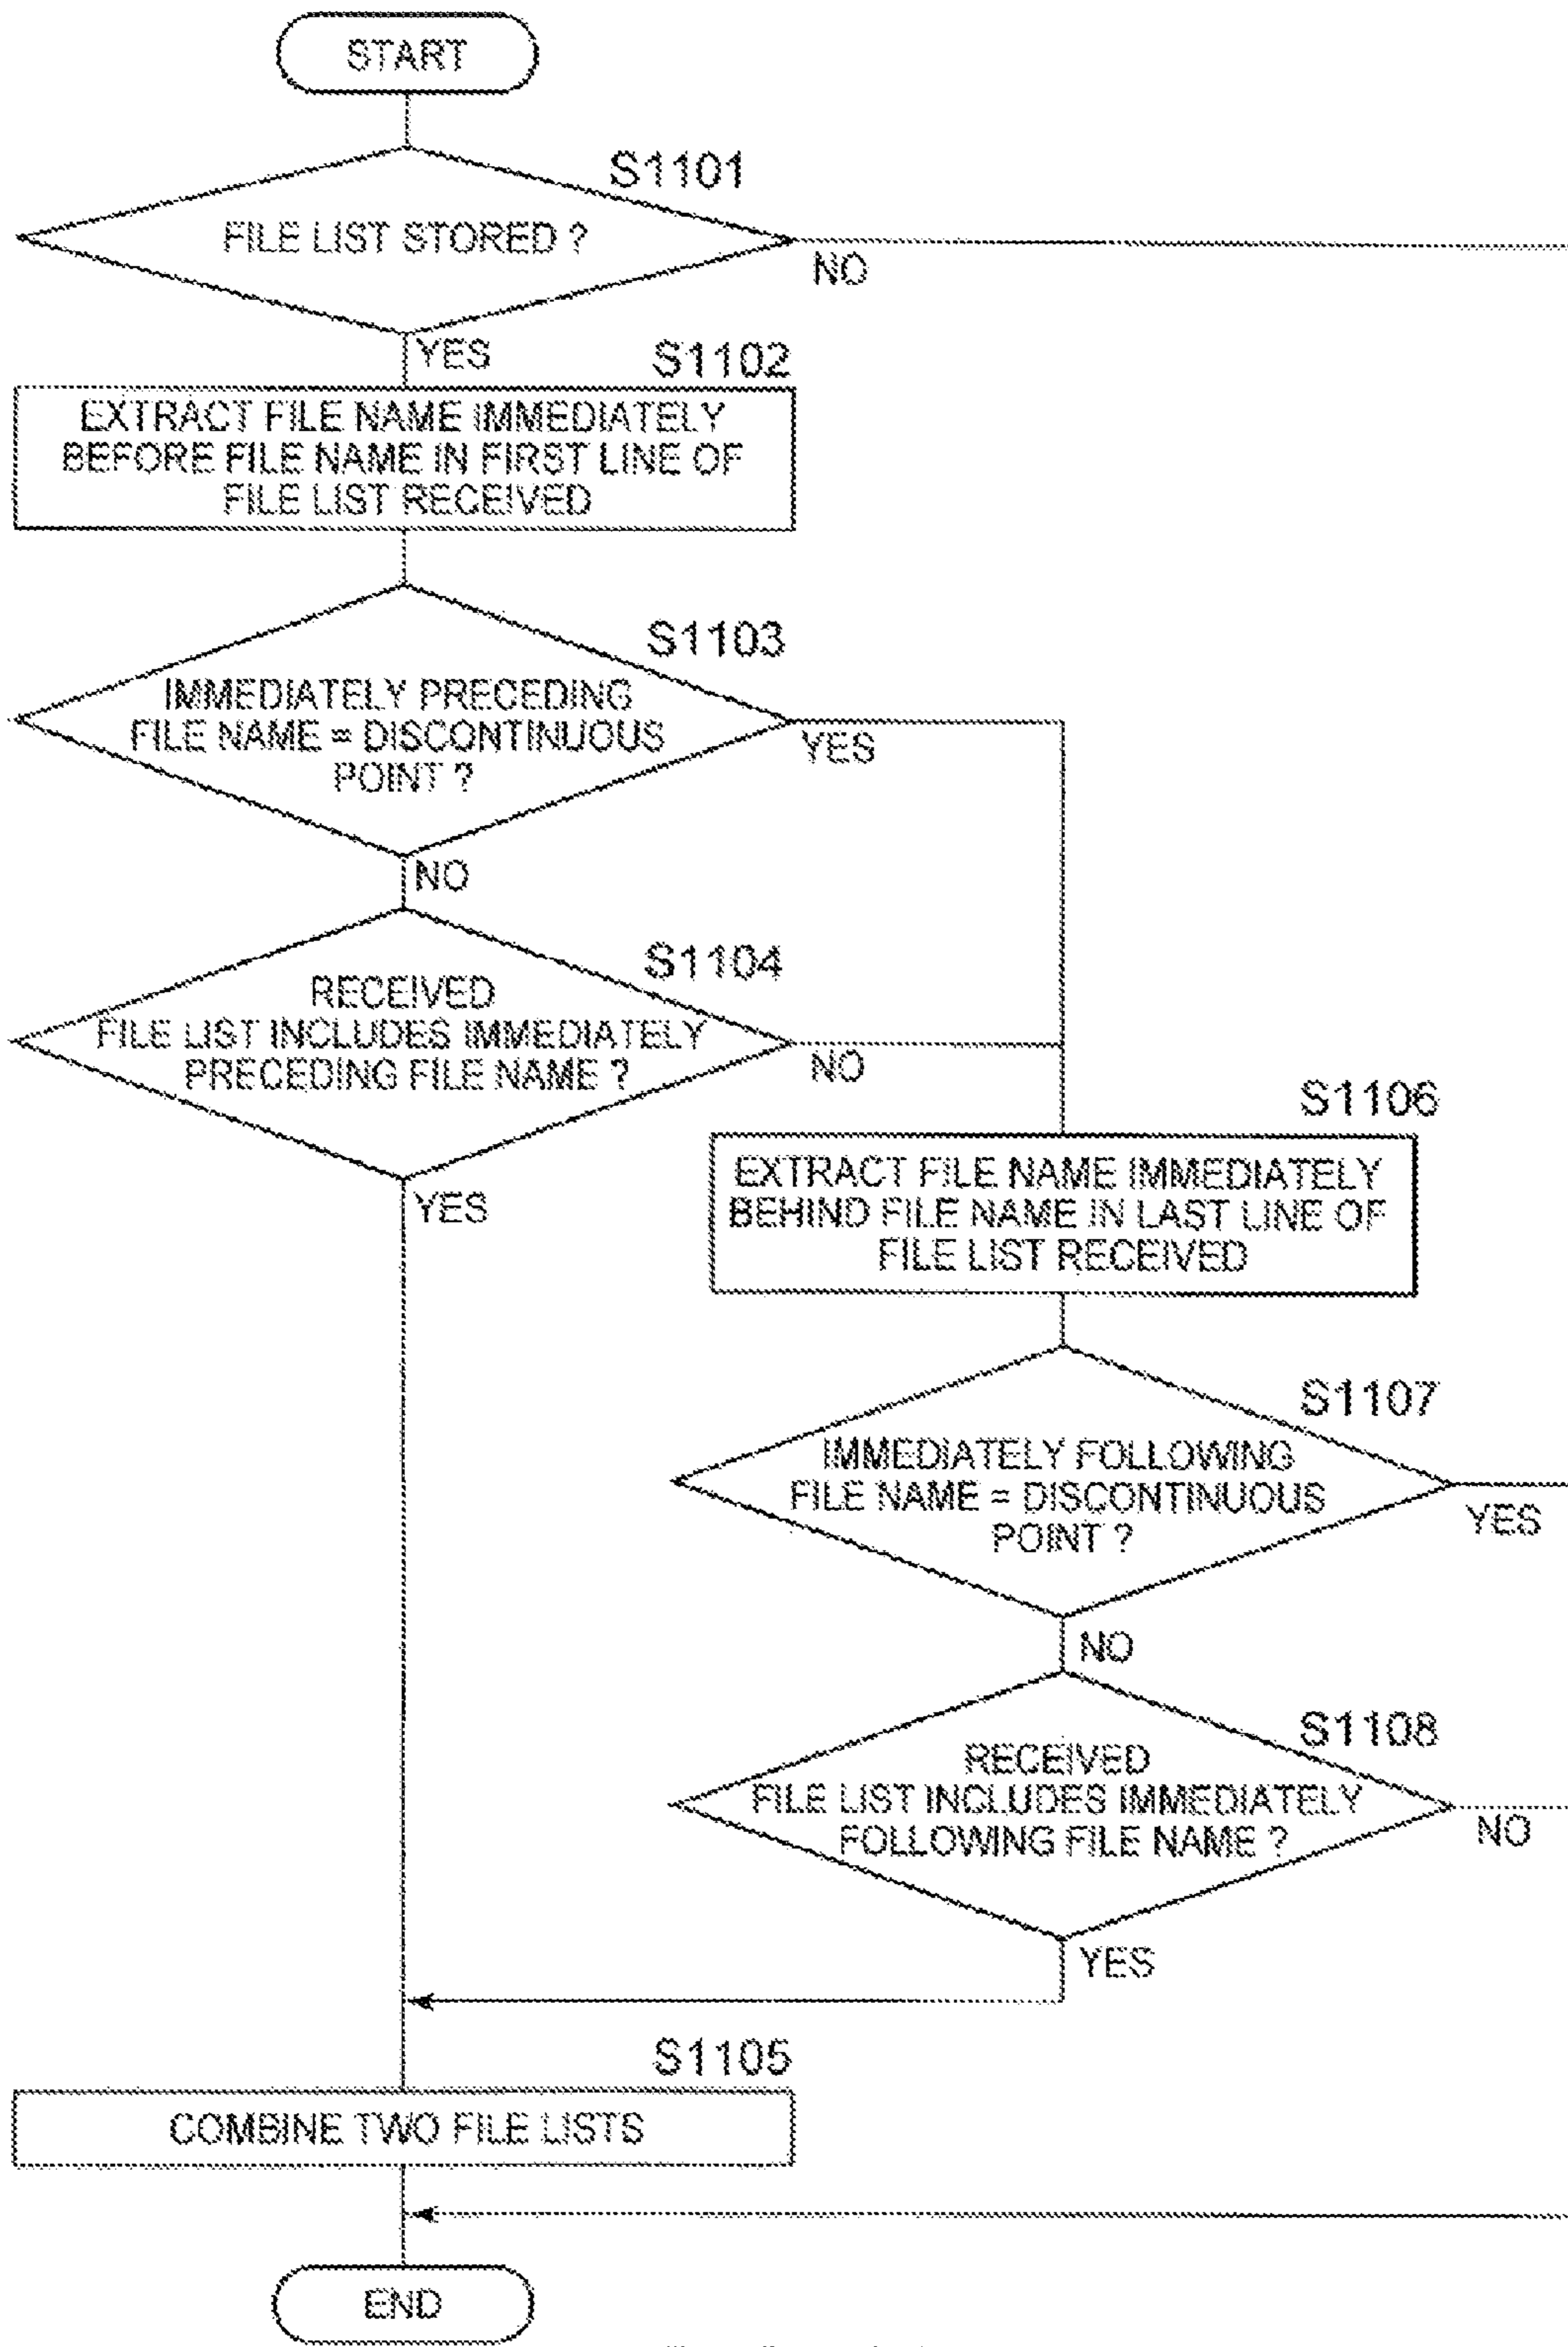 START
S1101
FILE LIST STORED ?
NO
YES
S1102
EXTRACT FILE NAME IMMEDIATELY
BEFORE FILE NAME IN FIRST LINE OF
FILE LIST RECEIVED
S1103
IMMEDIATELY PRECEDING
FILE NAME = DISCONTINUOUS
POINT ?
YES
NO
S1104
RECEIVED
FILE LIST INCLUDES IMMEDIATELY
PRECEDING FILE NAME ?
NO
YES
S1106
EXTRACT FILE NAME IMMEDIATELY
BEHIND FILE NAME IN LAST LINE OF
FILE LIST RECEIVED
S1107
IMMEDIATELY FOLLOWING
FILE NAME = DISCONTINUOUS
POINT ?
YES
NO
S1108
RECEIVED
FILE LIST INCLUDES IMMEDIATELY
FOLLOWING FILE NAME ?
NO
YES
S1105
COMBINE TWO FILE LISTS
END